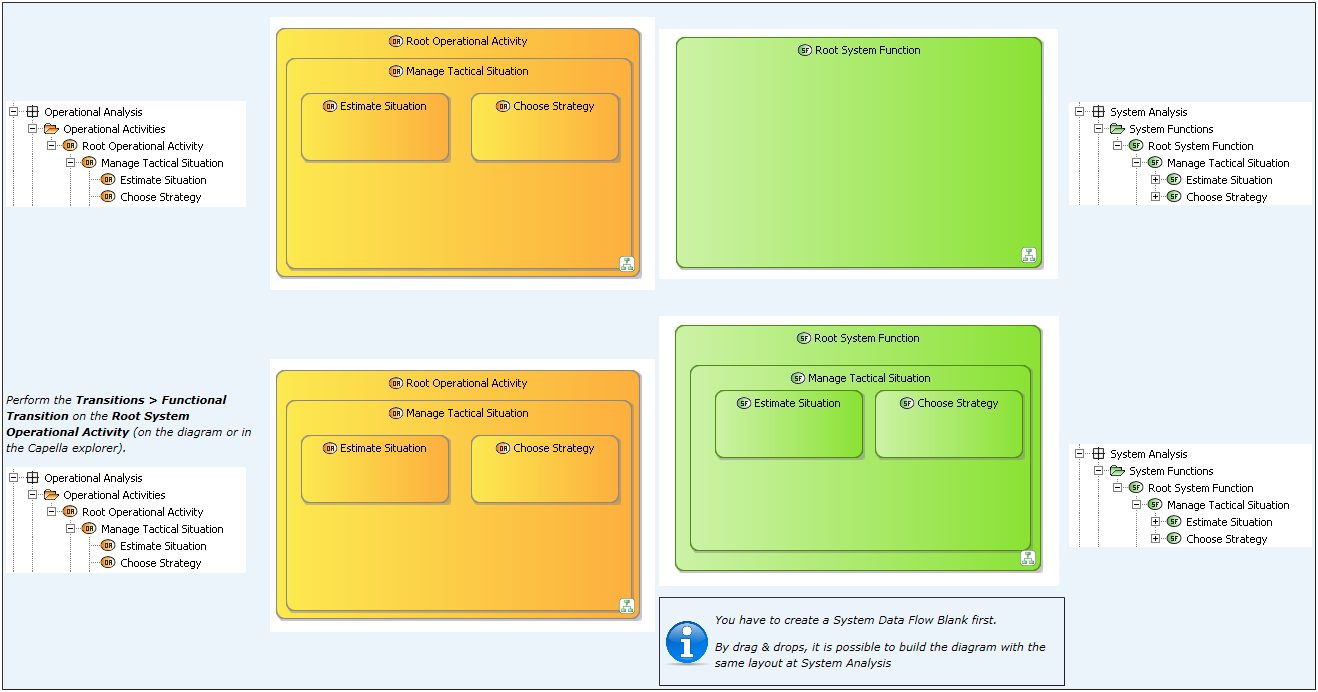 Operational Analysis
Operational Activities
OA Root Operational Activity
OA Manage Tactical Situation
OA Estimate Situation
OA Choose Strategy
OA Root Operational Activity
OA Manage Tactical Situation
OA Estimate Situation
OA Choose Strategy
SF Root System Function
System Analysis
System Functions
SF Root System Function
SF Manage Tactical Situation
SF Estimate Situation
SF Choose Strategy
Perform the Transitions > Functional
Transition on the Root System
Operational Activity (on the diagram or in
the Capella explorer).
Operational Analysis
Operational Activities
OA Root Operational Activity
OA Manage Tactical Situation
OA Estimate Situation
OA Choose Strategy
OA Root Operational Activity
OA Manage Tactical Situation
OA Estimate Situation
OA Choose Strategy
SF Root System Function
SF Manage Tactical Situation
SF Estimate Situation
SF Choose Strategy
System Analysis
System Functions
SF Root System Function
SF Manage Tactical Situation
SF Estimate Situation
SF Choose Strategy
You have to create a System Data Flow Blank first.
By drag & drops, it is possible to build the diagram with the
same layout at System Analysis